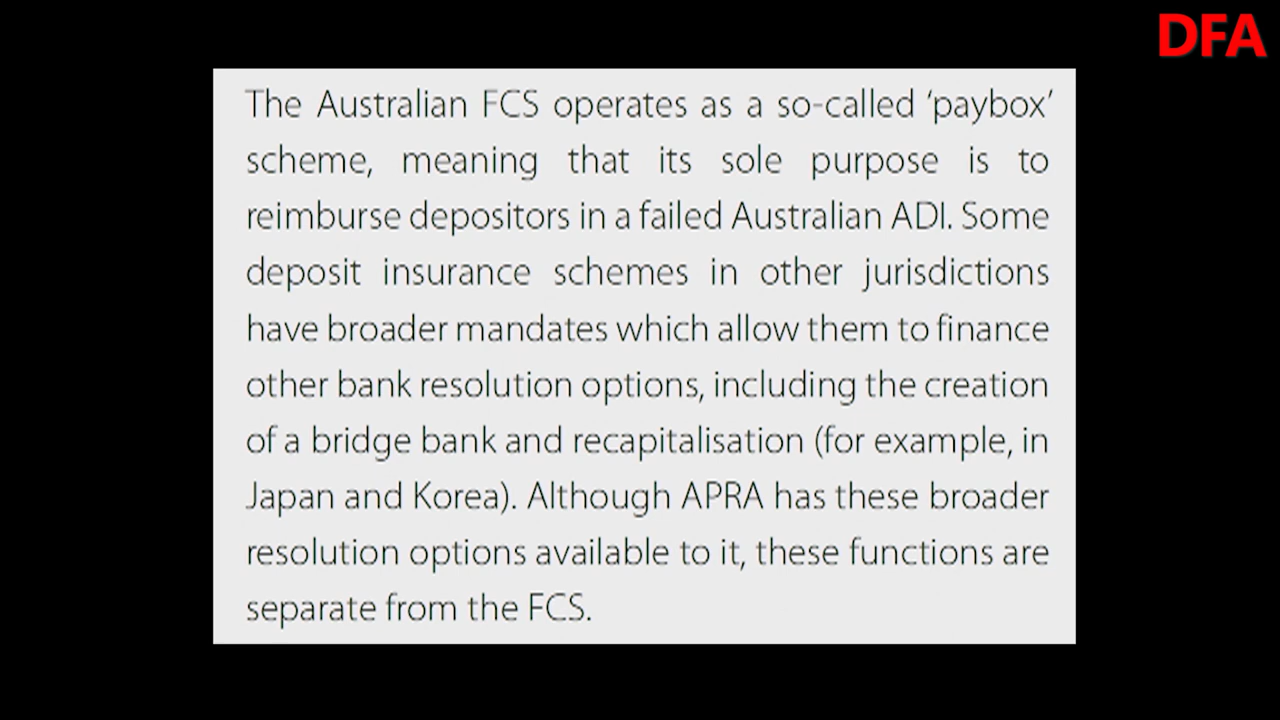 DFA
The Australian FCS operates as a so-called ‘paybox’
scheme, meaning that its sole purpose is to
reimburse depositors in a failed Australian ADI. Some
deposit insurance schemes in other jurisdictions
have broader mandates which allow them to finance
other bank resolution options, including the creation
of a bridge bank and recapitalisation (for example, in
Japan and Korea). Although APRA has these broader
resolution options available to it, these functions are
separate from the FCS.